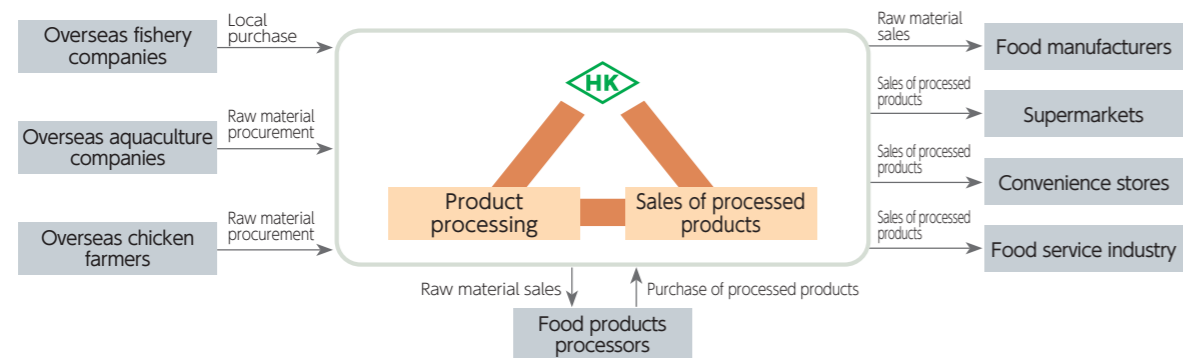 Overseas fishery
companies
Local
purchase
Overseas aquaculture
companies
Raw material
procurement
Overseas chicken
farmers
Raw material
procurement
HK
Product
processing
Sales of processed
products
Raw material
sales
Food manufacturers
Sales of processed
products
Supermarkets
Sales of processed
products
Convenience stores
Sales of processed
products
Food service industry
Raw material sales
Purchase of processed products
Food products
processors